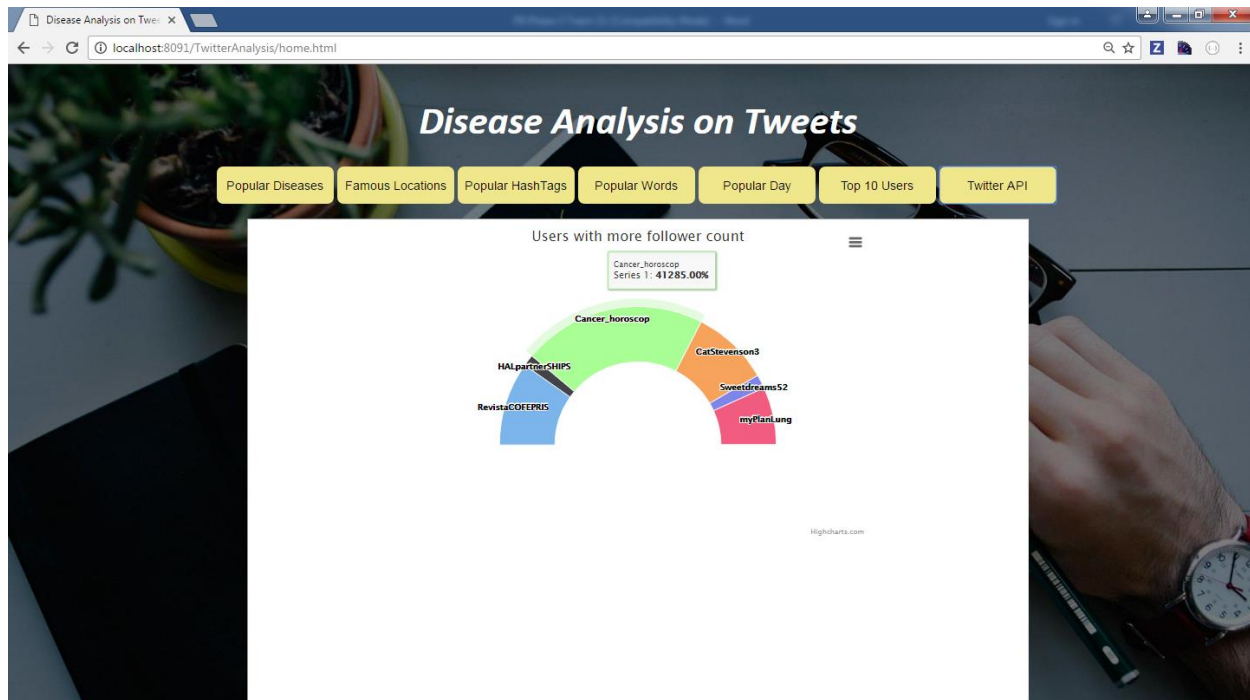 Disease Analysis on Twe
localhost:8091/TwitterAnalysis/home.html
Z
Disease Analysis on Tweets
Popular Diseases Famous Locations Popular HashTags Popular Words Popular Day Top 10 Users Twitter API
Users with more follower count
Cancer_horoscop
Series 1: 41285.00%
Cancer_horoscop
CatStevenson3
HALpartnerSHIPS
Sweetdreams52
RevistaCOFEPRIS
myPlanLung
Highcharts.com